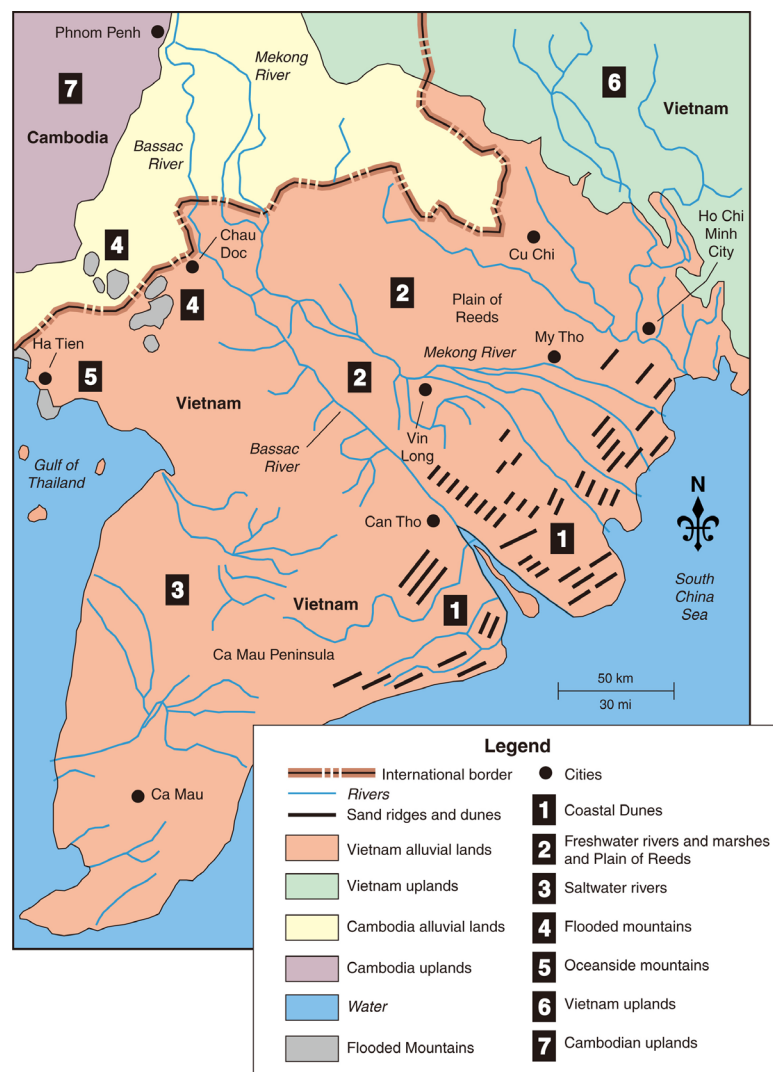 Phnom Penh
Mekong
River
7
6
Vietnam
Cambodia
Bassac
River
4
Chau
Doc
Ho Chi
Minh
City
Cu Chi
2
4
Plain of
Reeds
Ha Tien
My Tho
Mekong River
5
2
Vietnam
Vin
Long
Bassac
River
Gulf of
Thailand
N
Can Tho
1
3
South
China
Sea
Vietnam
1
Ca Mau Peninsula
50 km
30 mi
Ca Mau
Legend
International border
Rivers
Sand ridges and dunes
Vietnam alluvial lands
Vietnam uplands
Cambodia alluvial lands
Cambodia uplands
Water
Flooded Mountains
Cities
1 Coastal Dunes
2 Freshwater rivers and marshes
and Plain of Reeds
3 Saltwater rivers
4 Flooded mountains
5 Oceanside mountains
6 Vietnam uplands
7 Cambodian uplands